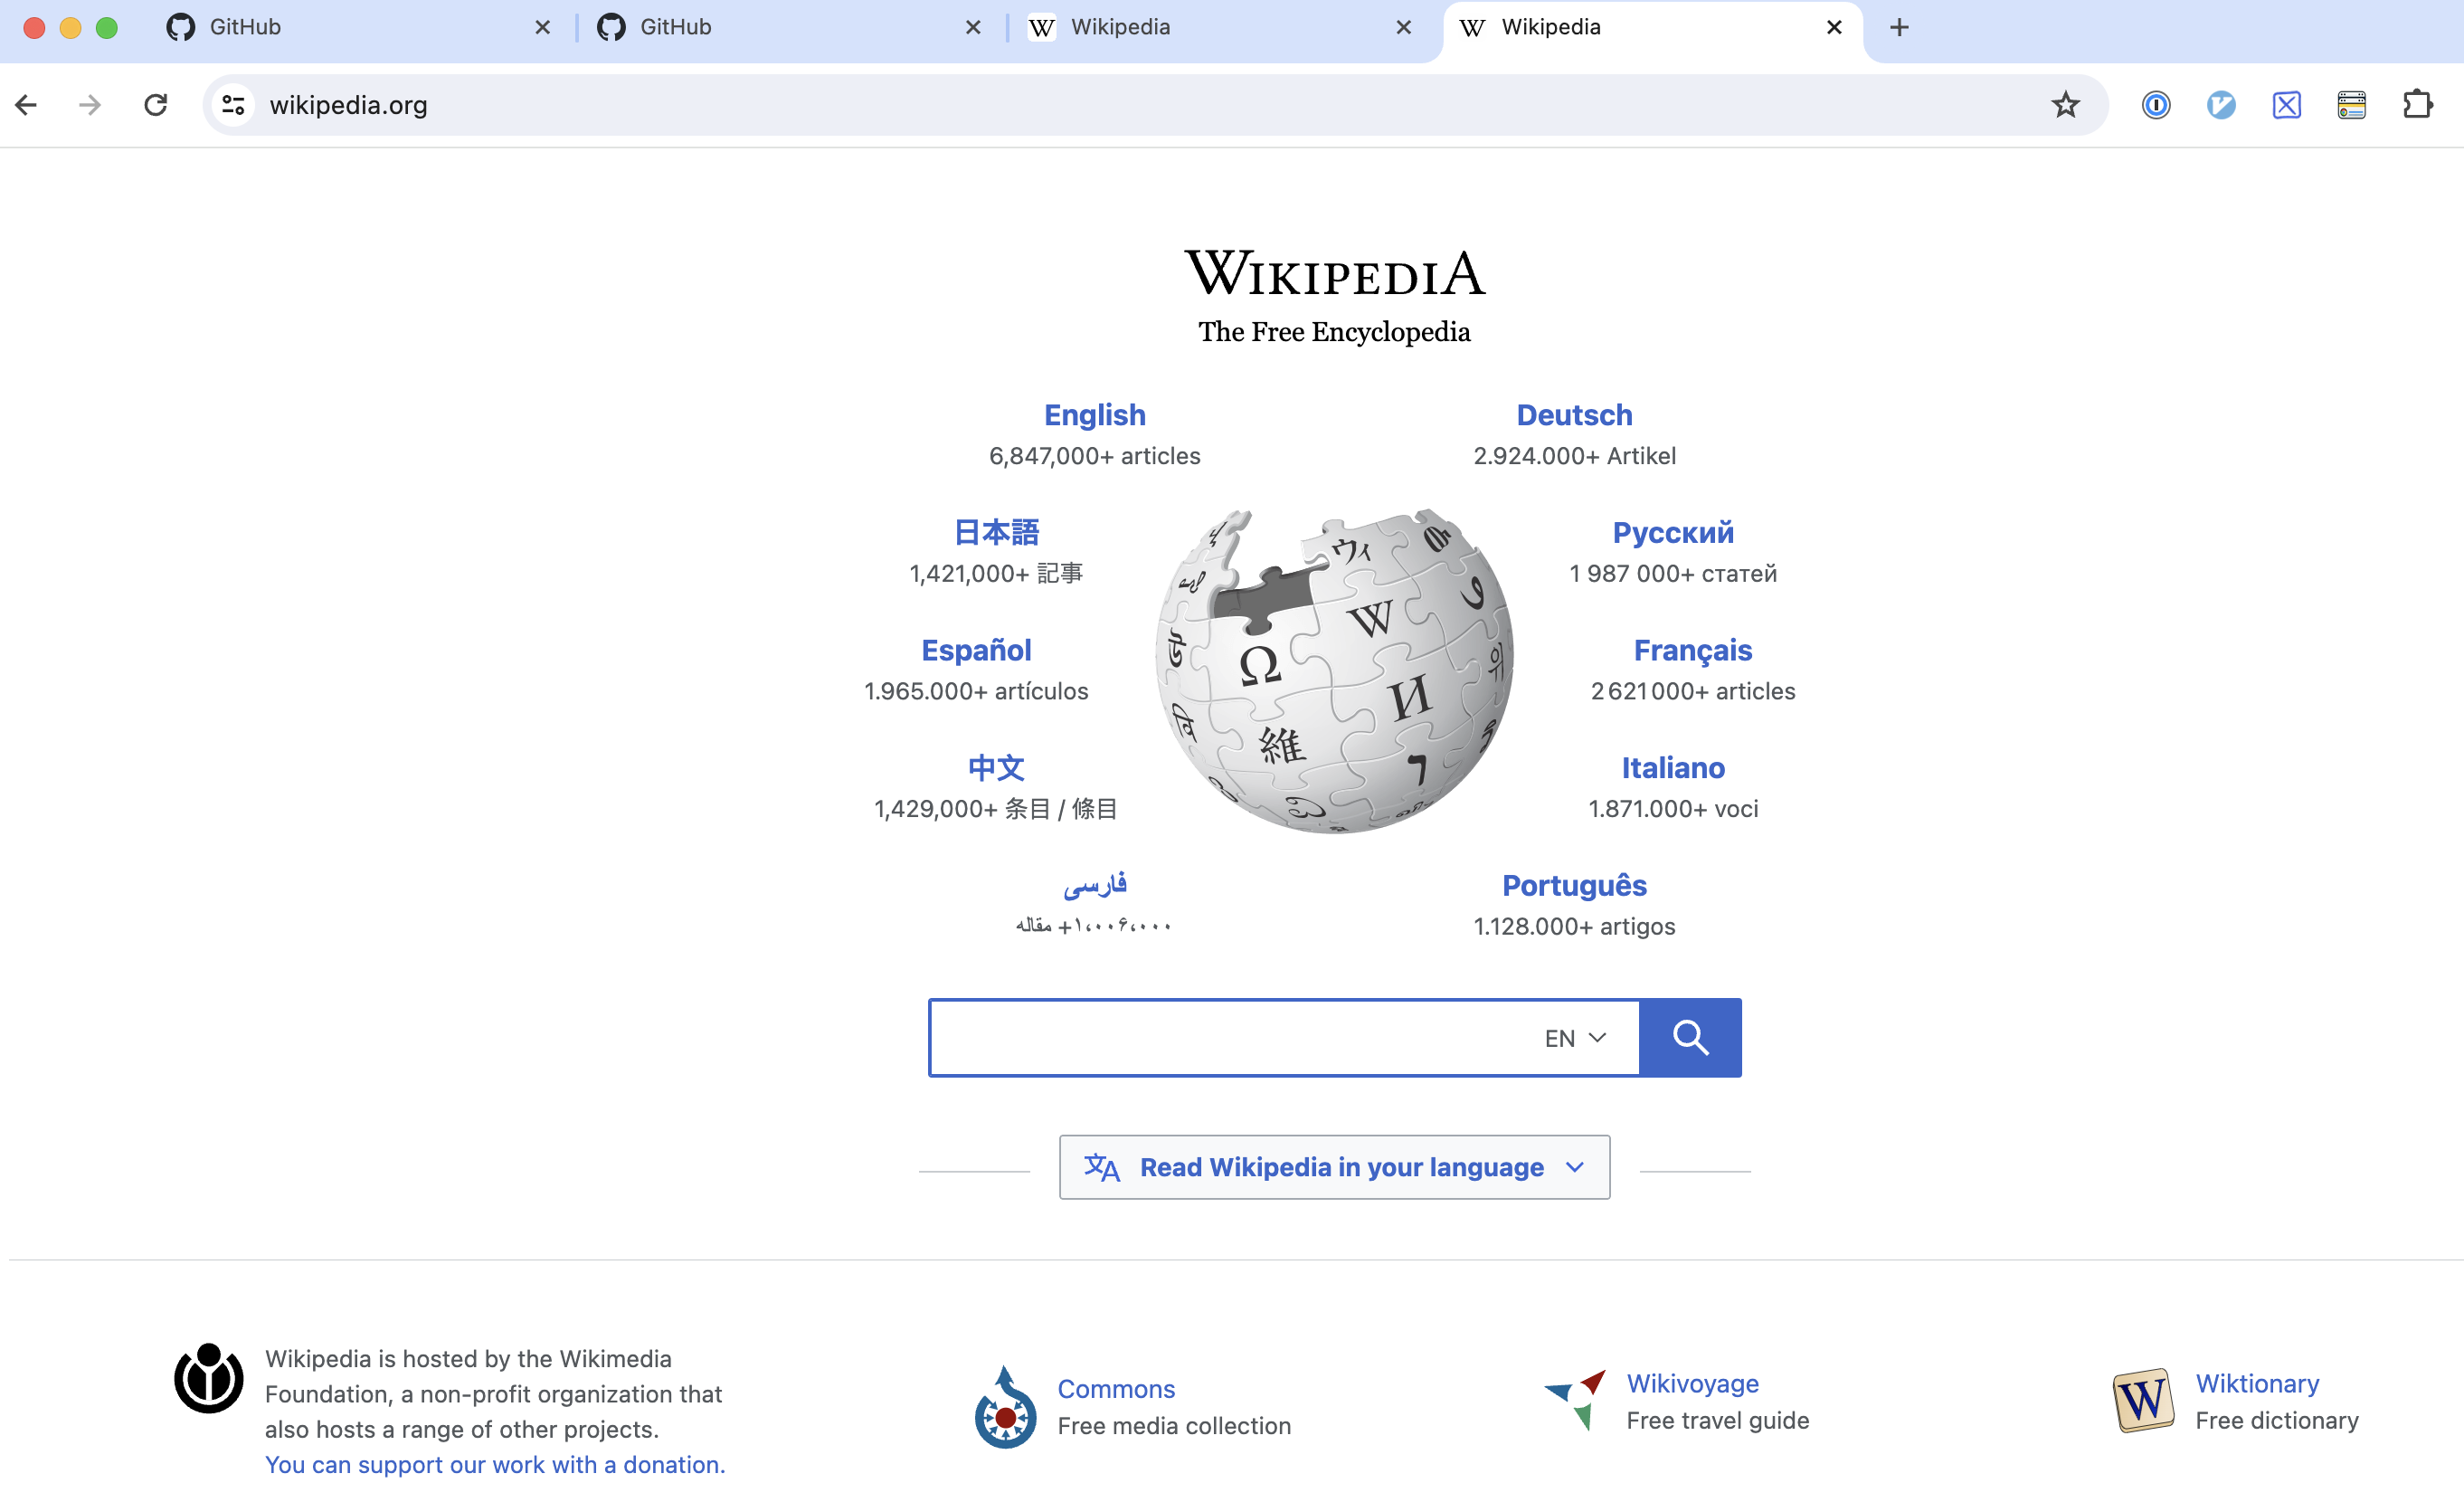 GitHub
GitHub
Wikipedia
Wikipedia
wikipedia.org
WIKIPEDIA
The Free Encyclopedia
English
6,847,000+ articles
Deutsch
2.924.000+ Artikel
日本語
1,421,000+ 記事
Русский
1 987 000+ статей
Español
1.965.000+ artículos
Français
2 621 000+ articles
中文
1,429,000+ 条目 / 條目
Italiano
1.871.000+ voci
فارسی
۱،۰۰۶،۰۰۰+ مقاله
Português
1.128.000+ artigos
Ω
W
И
維
ウィ
EN
Read Wikipedia in your language
Wikipedia is hosted by the Wikimedia
Foundation, a non-profit organization that
also hosts a range of other projects.
You can support our work with a donation.
Commons
Free media collection
Wikivoyage
Free travel guide
W
Wiktionary
Free dictionary